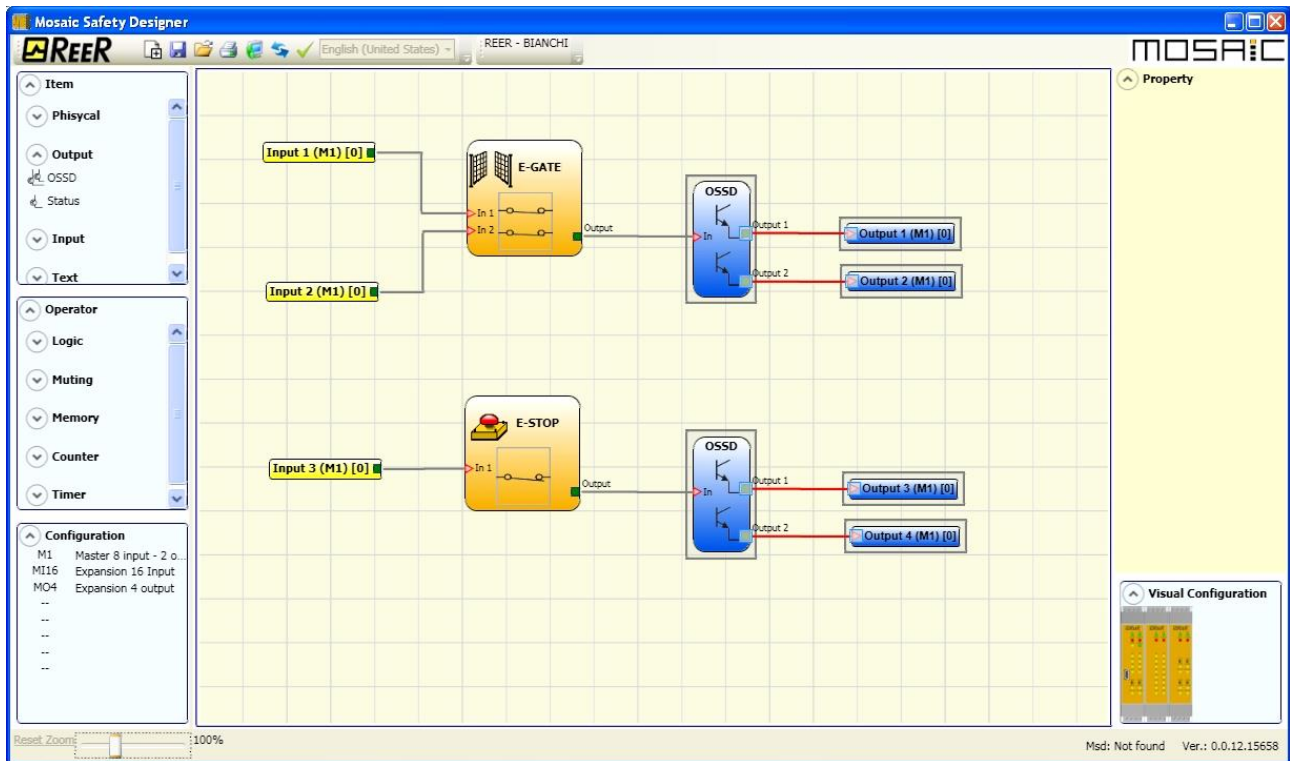 Mosaic Safety Designer
REER
English (United States)
REER - BIANCHI
MOSAIC
Item
Phisycal
Output
OSSD
Status
Input
Text
Operator
Logic
Muting
Memory
Counter
Timer
Configuration
M1 Master 8 input - 2 o...
MI16 Expansion 16 Input
MO4 Expansion 4 output
--
--
--
--
--
Input 1 (M1) [0]
Input 2 (M1) [0]
E-GATE
In 1
In 2
Output
OSSD
In
Output 1
Output 2
Output 1 (M1) [0]
Output 2 (M1) [0]
Input 3 (M1) [0]
E-STOP
In 1
Output
OSSD
In
Output 1
Output 2
Output 3 (M1) [0]
Output 4 (M1) [0]
Property
Visual Configuration
Reset Zoom
100%
Msd: Not found Ver.: 0.0.12.15658